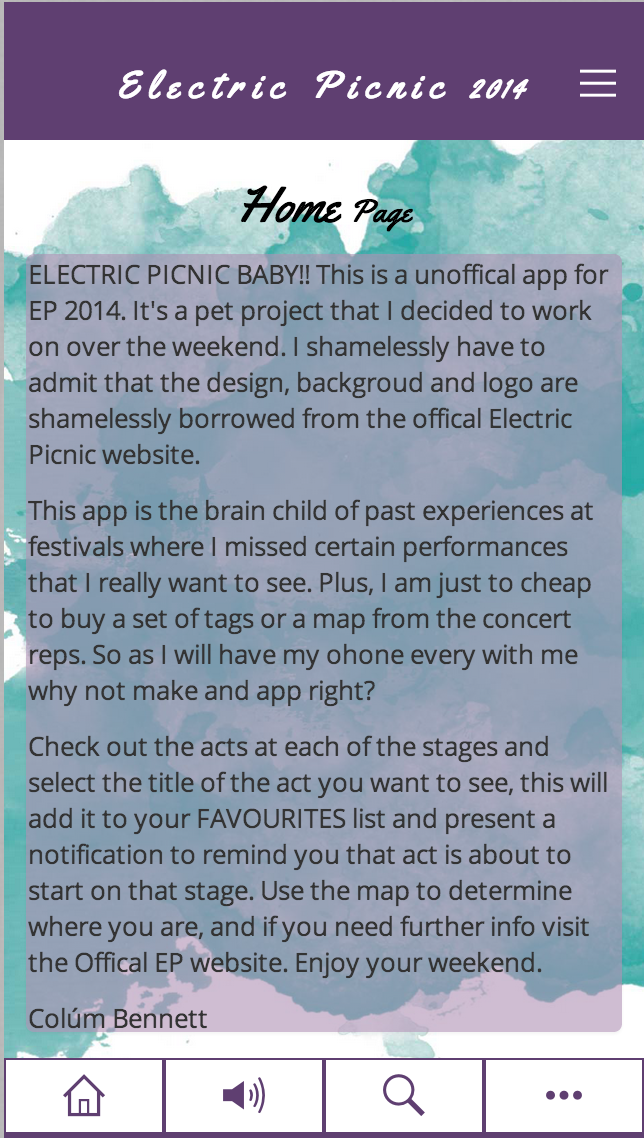 Electric Picnic 2014
Home Page
ELECTRIC PICNIC BABY!! This is a unoffical app for
EP 2014. It's a pet project that I decided to work
on over the weekend. I shamelessly have to
admit that the design, backgroud and logo are
shamelessly borrowed from the offical Electric
Picnic website.
This app is the brain child of past experiences at
festivals where I missed certain performances
that I really want to see. Plus, I am just to cheap
to buy a set of tags or a map from the concert
reps. So as I will have my ohone every with me
why not make and app right?
Check out the acts at each of the stages and
select the title of the act you want to see, this will
add it to your FAVOURITES list and present a
notification to remind you that act is about to
start on that stage. Use the map to determine
where you are, and if you need further info visit
the Offical EP website. Enjoy your weekend.
Colúm Bennett